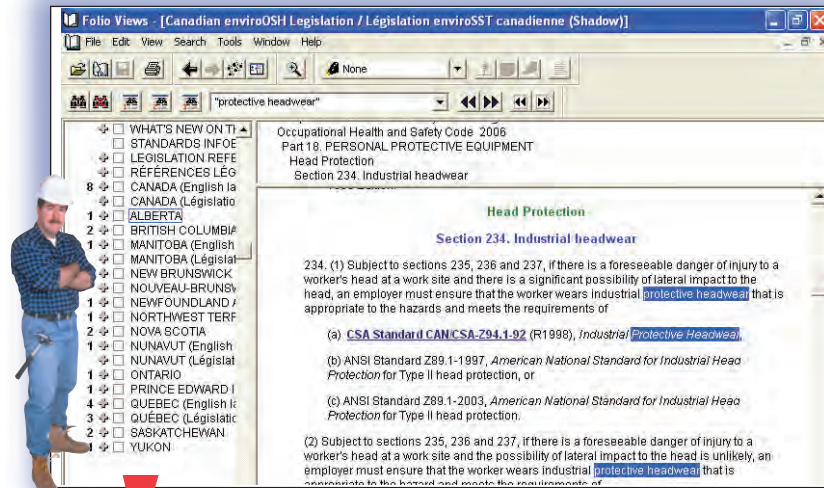 Folio Views - [Canadian enviroOSH Legislation / Législation enviroSST canadienne (Shadow)]
File Edit View Search Tools Window Help
None
"protective headwear"
WHAT'S NEW ON TH
STANDARDS INFOE
LEGISLATION REFE
RÉFÉRENCES LÉG
8 CANADA (English la
CANADA (Législatio
1 ALBERTA
2 BRITISH COLUMBIA
1 MANITOBA (English
MANITOBA (Législat
NEW BRUNSWICK
NOUVEAU-BRUNSW
1 NEWFOUNDLAND A
1 NORTHWEST TERR
2 NOVA SCOTIA
1 NUNAVUT (English
NUNAVUT (Législat
1 ONTARIO
1 PRINCE EDWARD I
4 QUÉBEC (English la
3 QUÉBEC (Législatio
2 SASKATCHEWAN
YUKON
Occupational Health and Safety Code 2006
Part 18. PERSONAL PROTECTIVE EQUIPMENT
Head Protection
Section 234. Industrial headwear
Head Protection
Section 234. Industrial headwear
234. (1) Subject to sections 235, 236 and 237, if there is a foreseeable danger of injury to a
worker's head at a work site and there is a significant possibility of lateral impact to the
head, an employer must ensure that the worker wears industrial protective headwear that is
appropriate to the hazards and meets the requirements of
(a) CSA Standard CAN/CSA-Z94.1-92 (R1998), Industrial Protective Headwear,
(b) ANSI Standard Z89.1-1997, American National Standard for Industrial Head
Protection for Type II head protection, or
(c) ANSI Standard Z89.1-2003, American National Standard for Industrial Head
Protection for Type II head protection.
(2) Subject to sections 235, 236 and 237, if there is a foreseeable danger of injury to a
worker's head at a work site and the possibility of lateral impact to the head is unlikely, an
employer must ensure that the worker wears industrial protective headwear that is
appropriate to the hazard and meets the requirements of